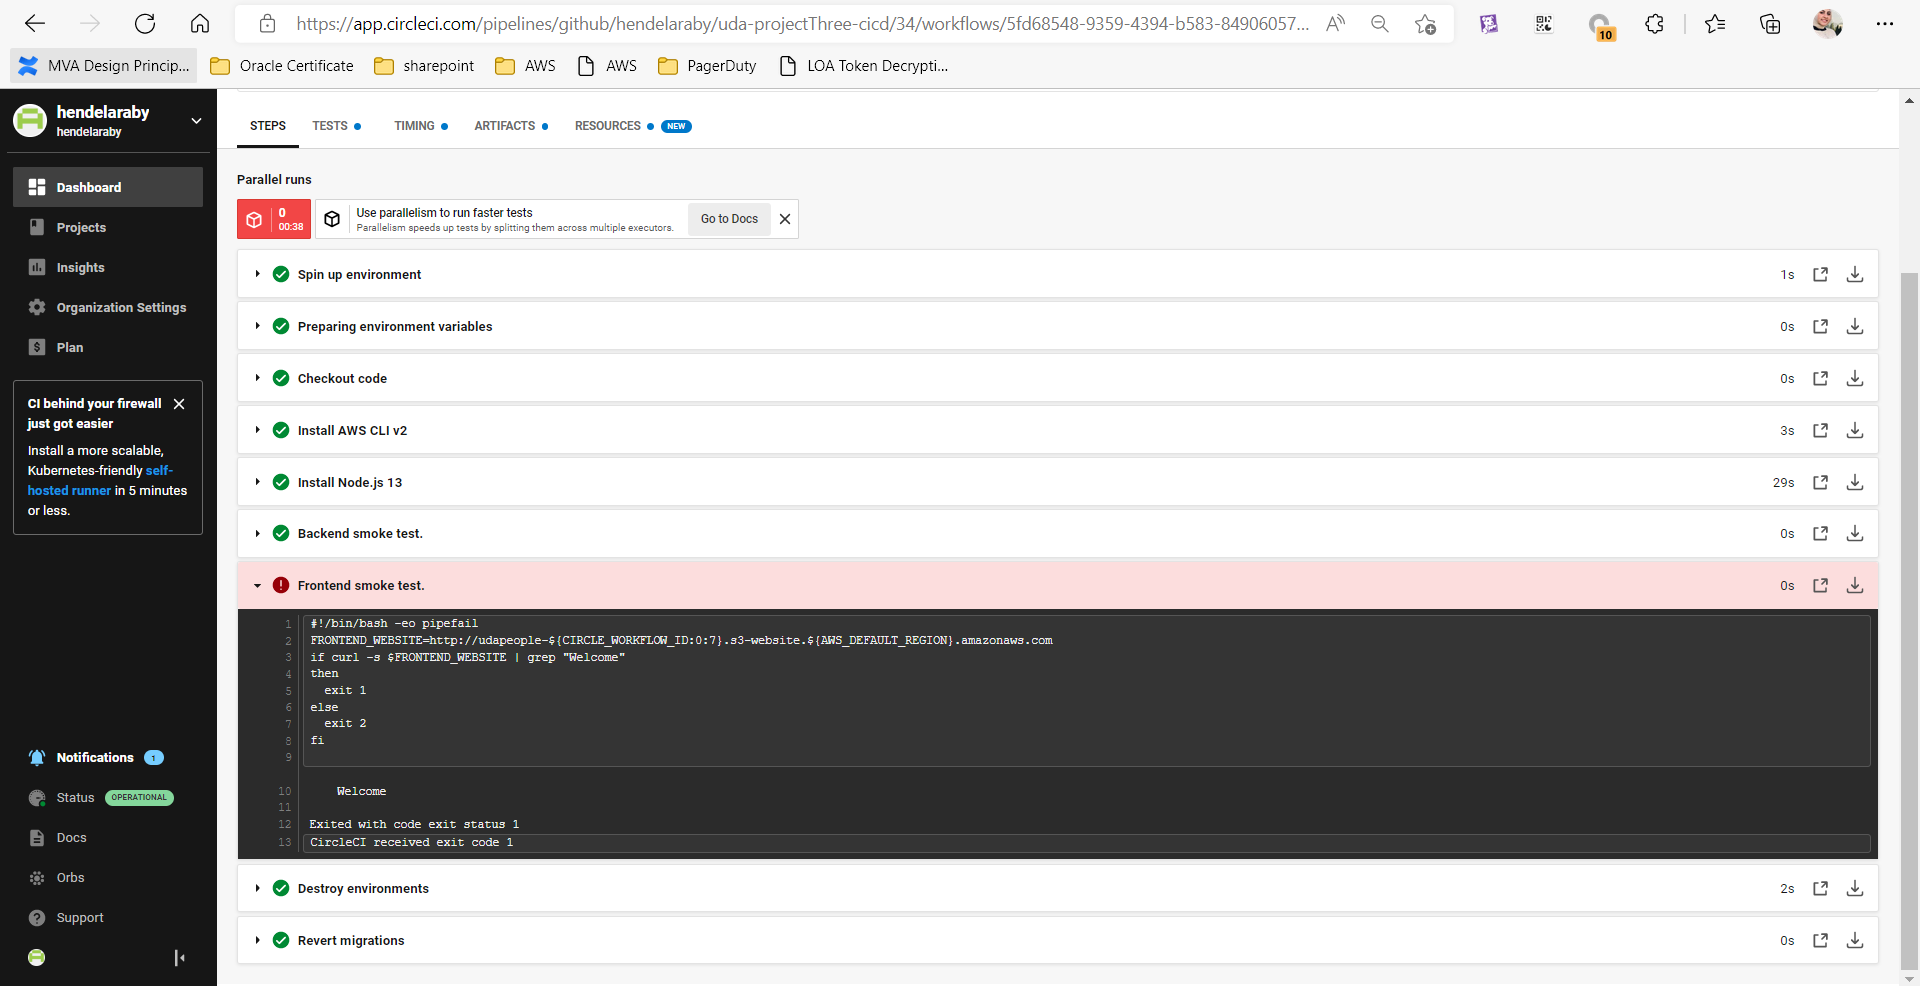 https://app.circleci.com/pipelines/github/hendelaraby/uda-projectThree-cicd/34/workflows/5fd68548-9359-4394-b583-84906057...
10
MVA Design Princip...
Oracle Certificate
sharepoint
AWS
AWS
PagerDuty
LOA Token Decrypti...
hendelaraby
hendelaraby
Dashboard
Projects
Insights
Organization Settings
Plan
CI behind your firewall
just got easier
Install a more scalable,
Kubernetes-friendly self-
hosted runner in 5 minutes
or less.
Notifications 1
Status OPERATIONAL
Docs
Orbs
Support
STEPS
TESTS
TIMING
ARTIFACTS
RESOURCES NEW
Parallel runs
0
00:38
Use parallelism to run faster tests
Parallelism speeds up tests by splitting them across multiple executors.
Go to Docs
Spin up environment 1s
Preparing environment variables 0s
Checkout code 0s
Install AWS CLI v2 3s
Install Node.js 13 29s
Backend smoke test. 0s
Frontend smoke test. 0s
1 #!/bin/bash -eo pipefail
2 FRONTEND_WEBSITE=http://udapeople-${CIRCLE_WORKFLOW_ID:0:7}.s3-website.${AWS_DEFAULT_REGION}.amazonaws.com
3 if curl -s $FRONTEND_WEBSITE | grep "Welcome"
4 then
5 exit 1
6 else
7 exit 2
8 fi
9
10 Welcome
11
12 Exited with code exit status 1
13 CircleCI received exit code 1
Destroy environments 2s
Revert migrations 0s